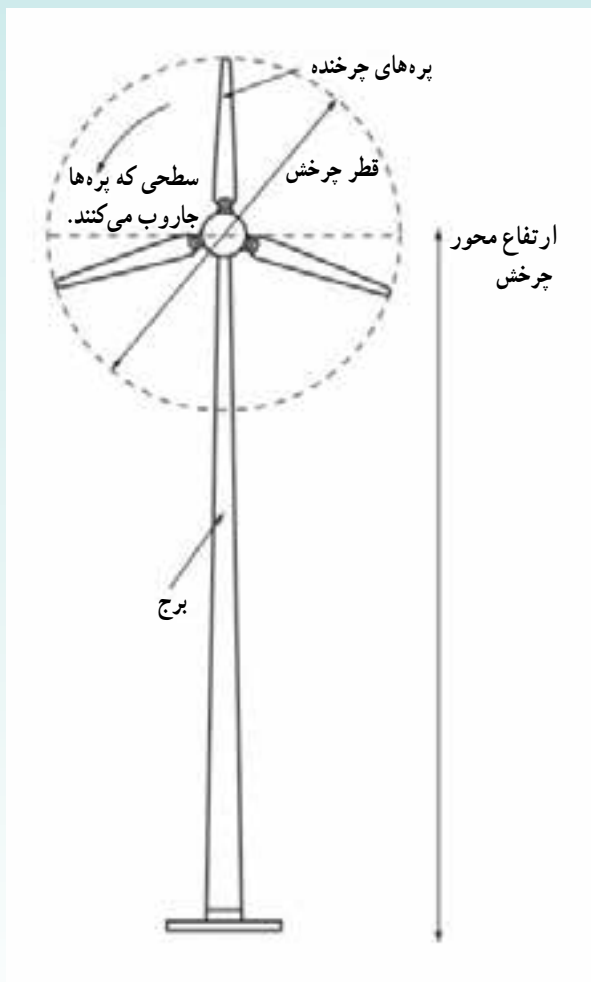 پره‌های چرخنده
قطر چرخش
سطحی که پره‌ها
جاروب می‌کنند.
ارتفاع محور
چرخش
برج